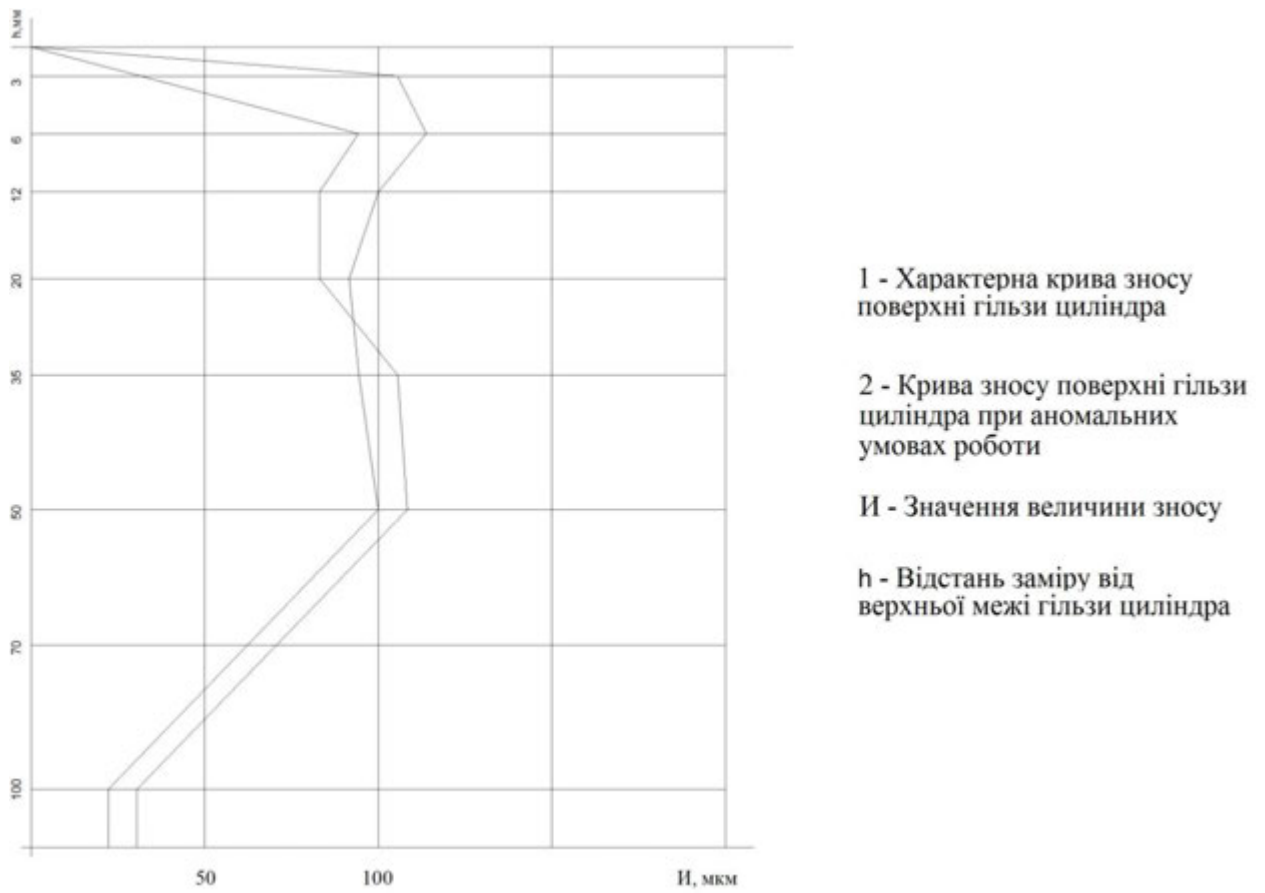 h,мм
3
6
12
20
35
50
70
100
50
100
И, мкм
1 - Характерна крива зносу
поверхні гільзи циліндра
2 - Крива зносу поверхні гільзи
циліндра при аномальних
умовах роботи
И - Значення величини зносу
h - Відстань заміру від
верхньої межі гільзи циліндра